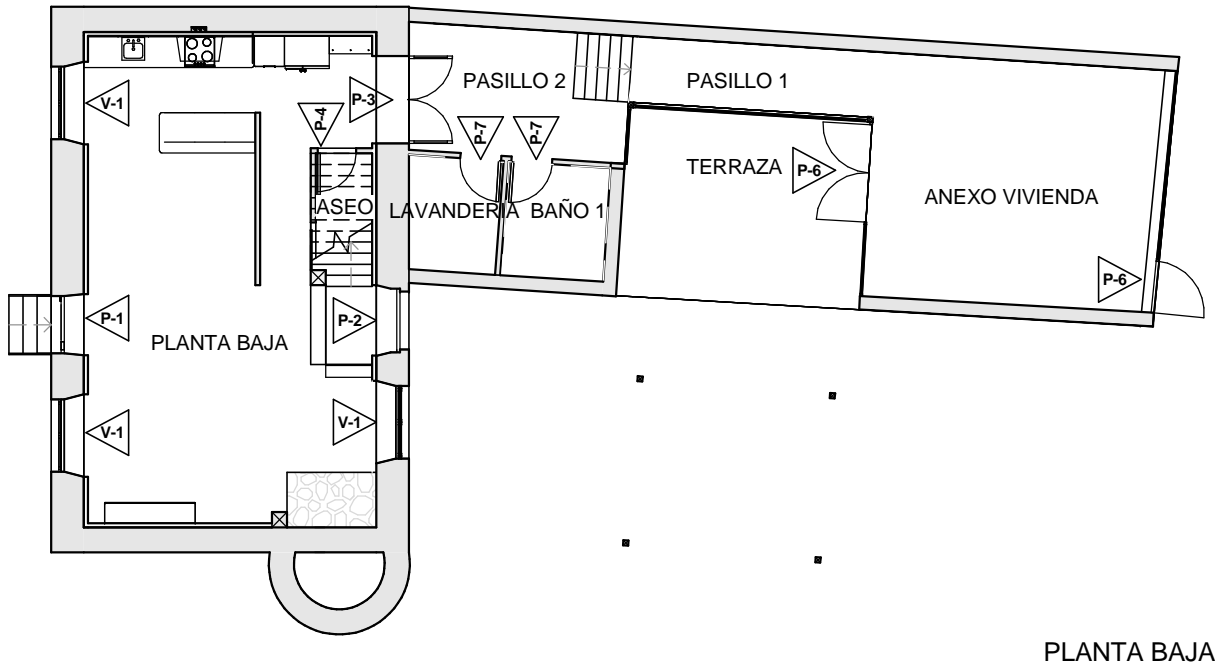 PASILLO 2
PASILLO 1
V-1
P-3
P-4
P-7
P-7
TERRAZA
P-6
ANEXO VIVIENDA
ASEO
LAVANDERIA
BAÑO 1
P-6
P-1
P-2
PLANTA BAJA
V-1
V-1
PLANTA BAJA